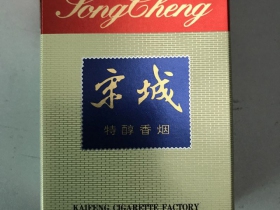 SongCheng
宋城
特醇香烟
KAIFENG CIGARETTE FACTORY